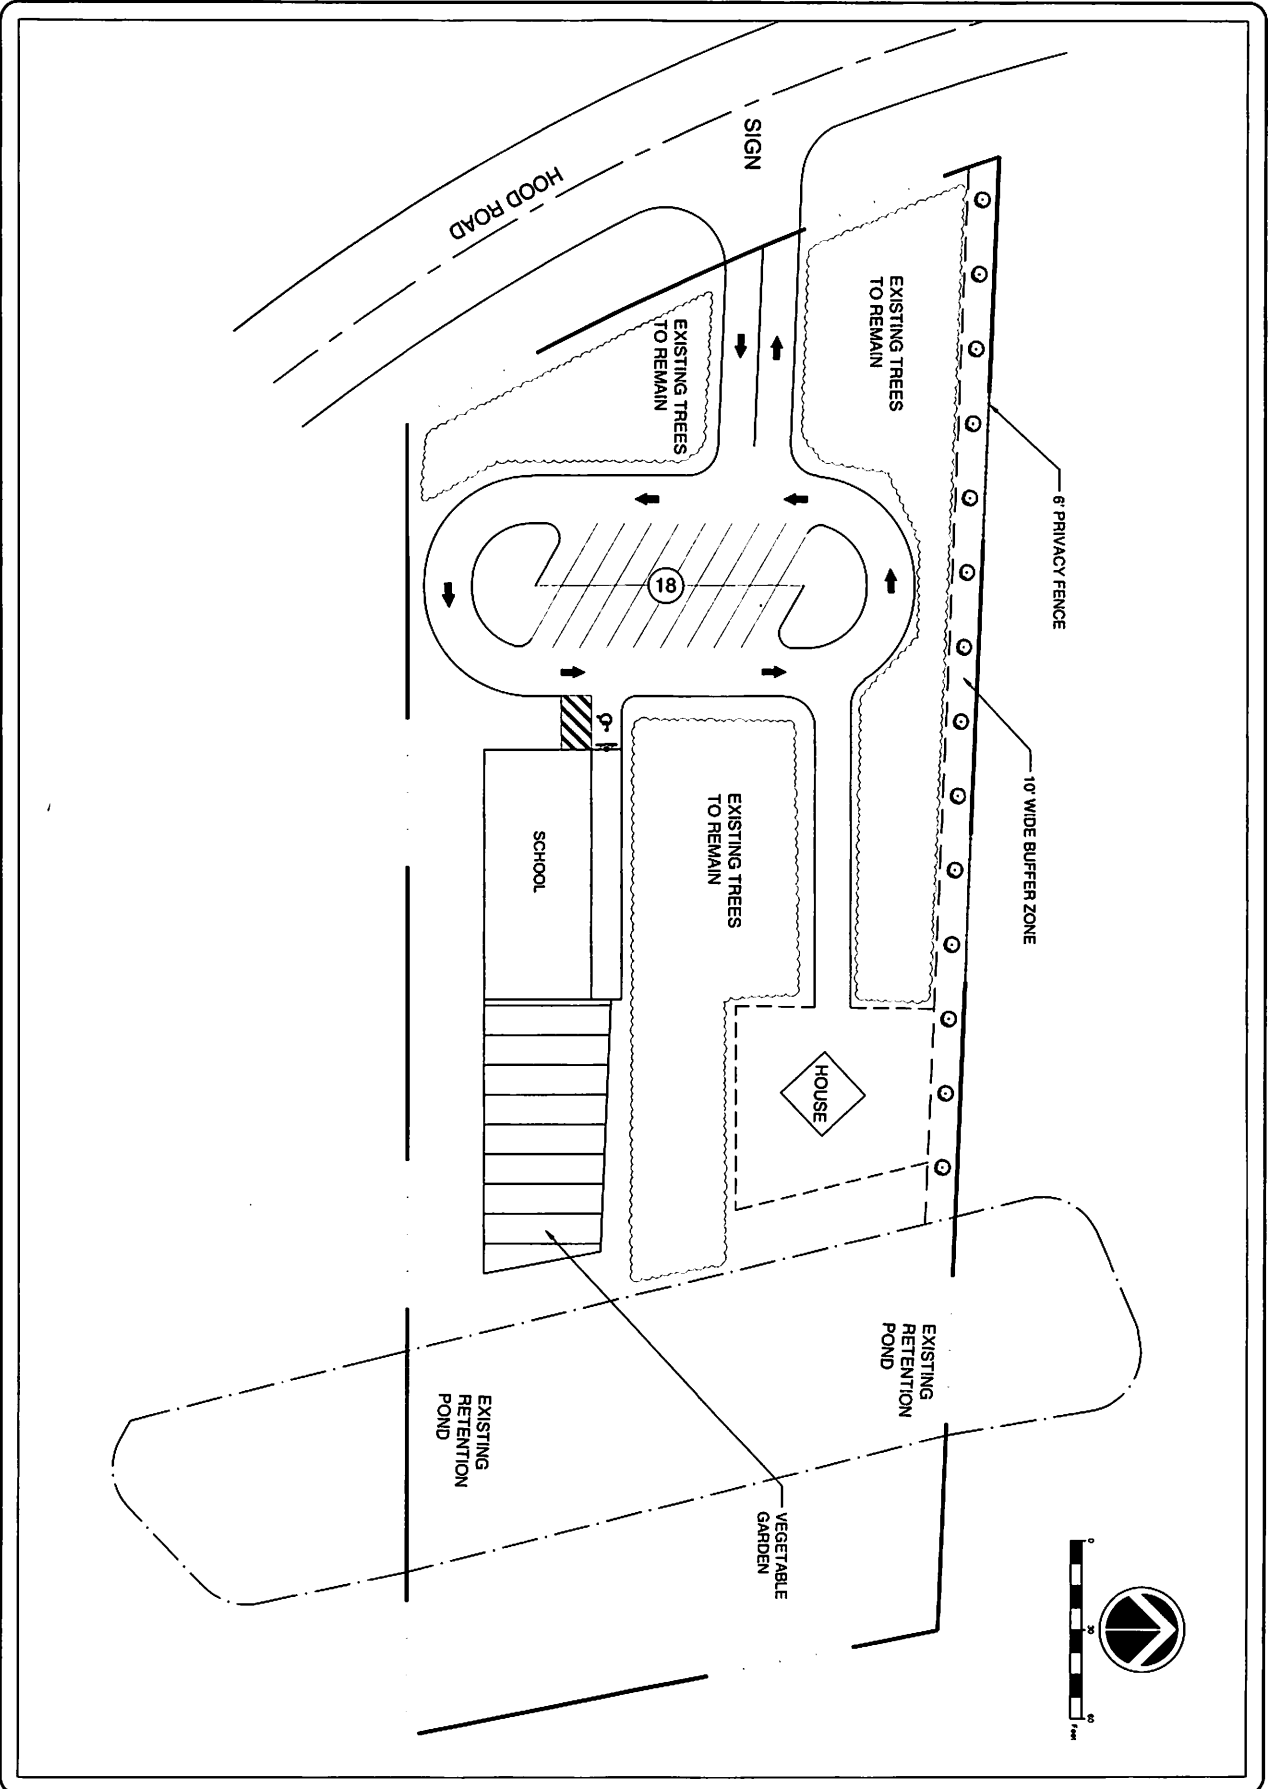 SIGN
HOOD ROAD
EXISTING TREES
TO REMAIN
EXISTING TREES
TO REMAIN
6' PRIVACY FENCE
18
10' WIDE BUFFER ZONE
EXISTING TREES
TO REMAIN
SCHOOL
HOUSE
EXISTING
RETENTION
POND
EXISTING
RETENTION
POND
VEGETABLE
GARDEN
0
30
60
Feet